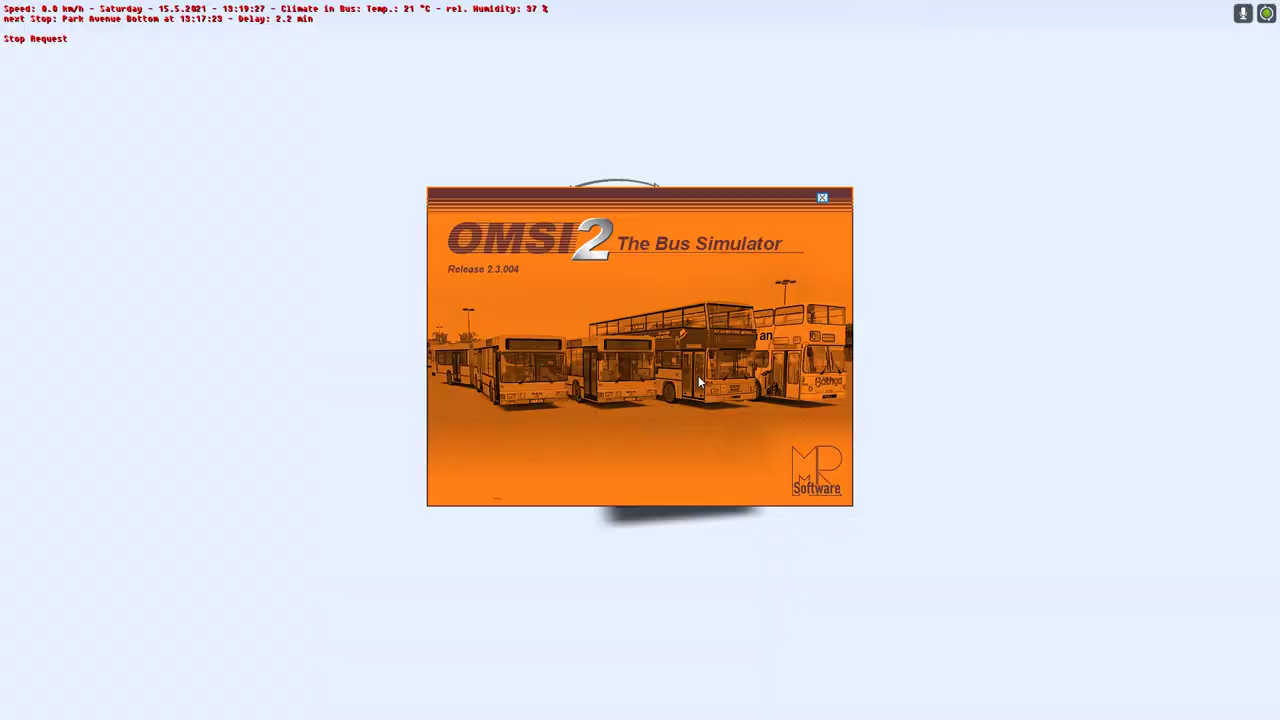 Speed: 0.0 km/h - Saturday - 15.5.2021 - 13:19:27 - Climate in Bus: Temp.: 21 °C - rel. Humidity: 37 %
next Stop: Park Avenue Bottom at 13:17:23 - Delay: 2.2 min
Stop Request
OMSI 2 The Bus Simulator
Release 2.3.004
an
MR
Software
...